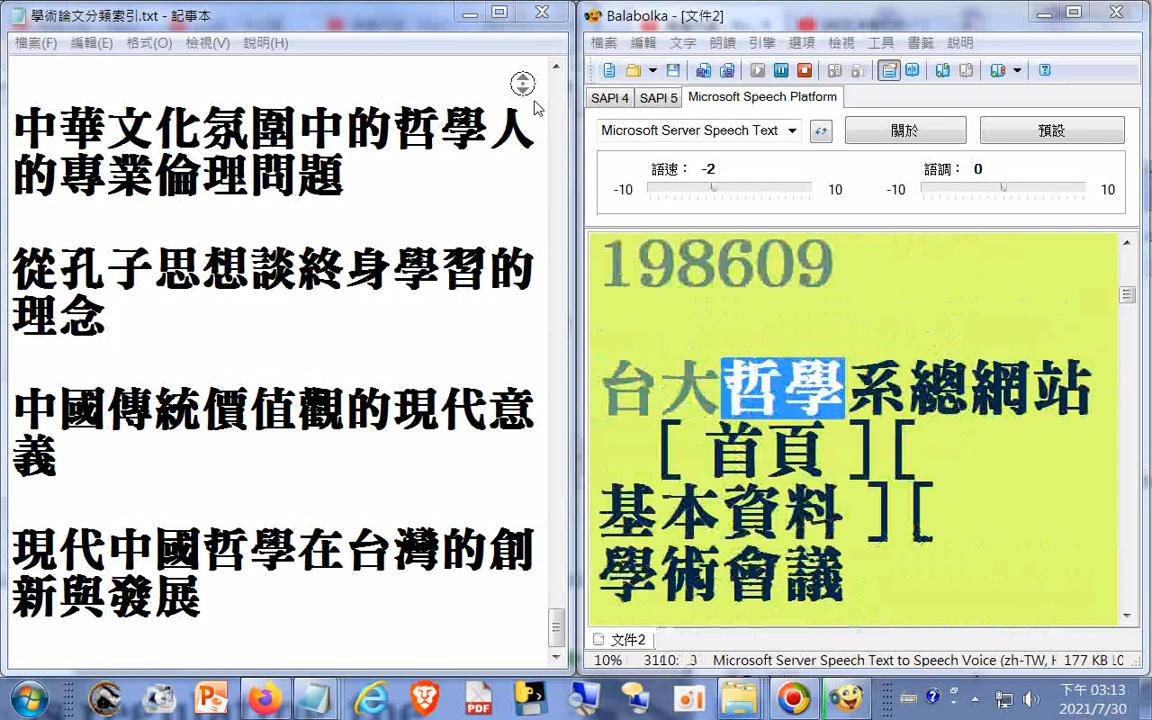 學術論文分類索引.txt - 記事本
檔案(F) 編輯(E) 格式(O) 檢視(V) 說明(H)
中華文化氛圍中的哲學人
的專業倫理問題
從孔子思想談終身學習的
理念
中國傳統價值觀的現代意
義
現代中國哲學在台灣的創
新與發展
Balabolka - [文件2]
檔案 編輯 文字 朗讀 引擎 選項 檢視 工具 書籤 說明
SAPI 4 SAPI 5 Microsoft Speech Platform
Microsoft Server Speech Text 關於 預設
語速： -2 語調： 0
-10 10 -10 10
198609
台大哲學系總網站
[ 首頁 ][
基本資料 ][
學術會議
文件2
10% Microsoft Server Speech Text to Speech Voice (zh-TW, H 177 KB
下午 03:13
2021/7/30